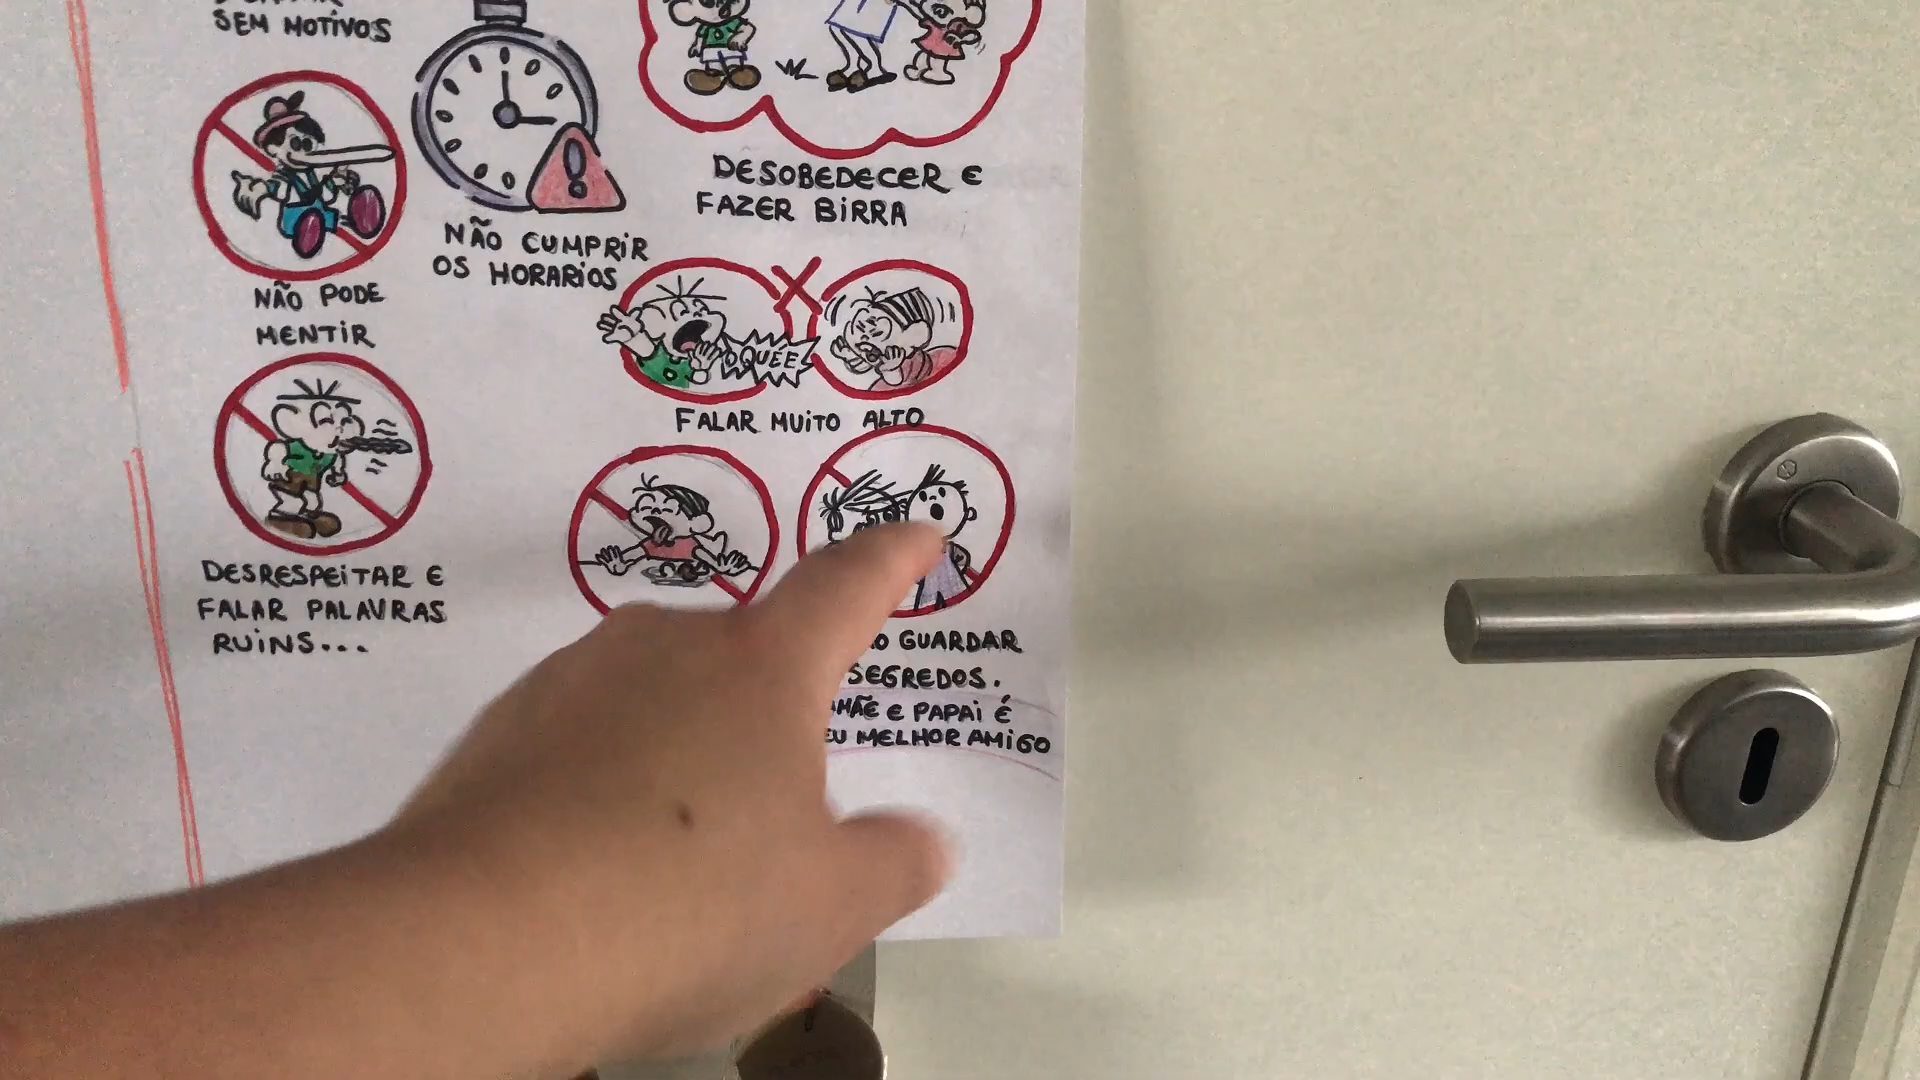 SEM MOTIVOS
NÃO PODE
MENTIR
NÃO CUMPRIR
OS HORARIOS
DESOBEDECER E
FAZER BIRRA
O QUÊE
FALAR MUITO ALTO
DESRESPEITAR E
FALAR PALAVRAS
RUINS...
GUARDAR
SEGREDOS.
E PAPAI É
MELHOR AMIGO